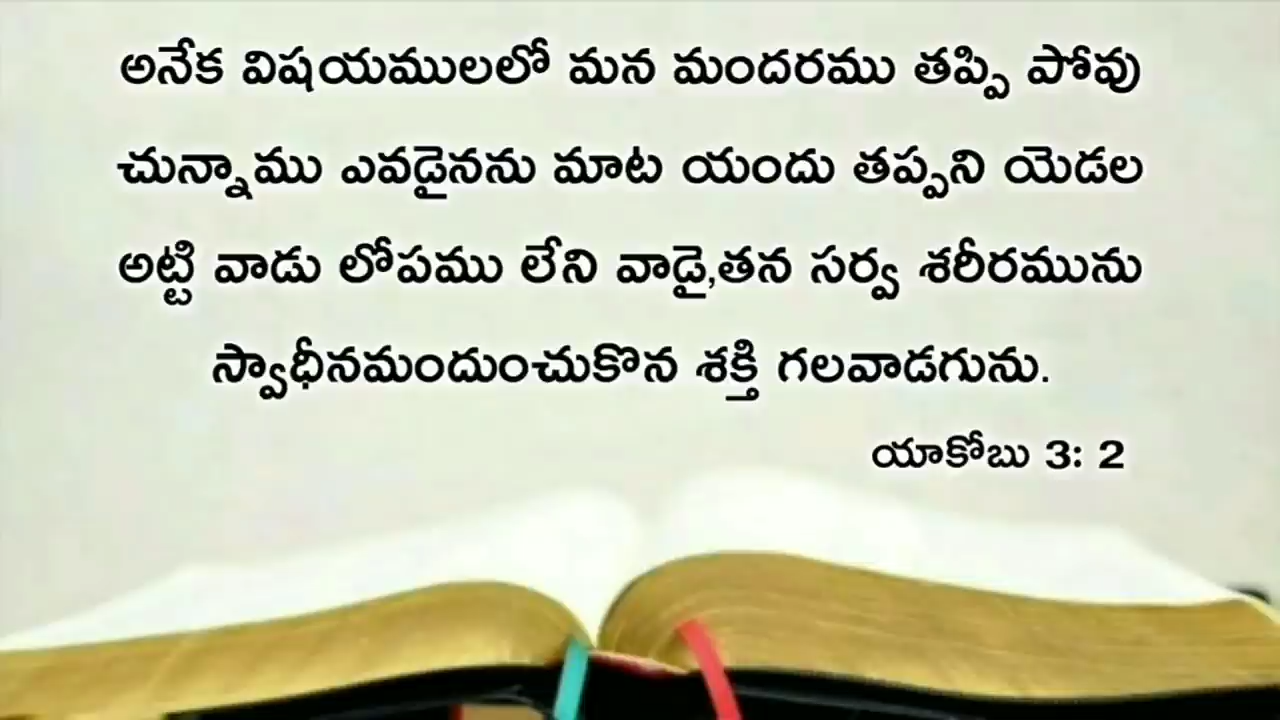 అనేక విషయములలో మన మందరము తప్పి పోవు
చున్నాము ఎవడైనను మాట యందు తప్పని యెడల
అట్టి వాడు లోపము లేని వాడై,తన సర్వ శరీరమును
స్వాధీనమందుంచుకొన శక్తి గలవాడగును.
యాకోబు 3: 2